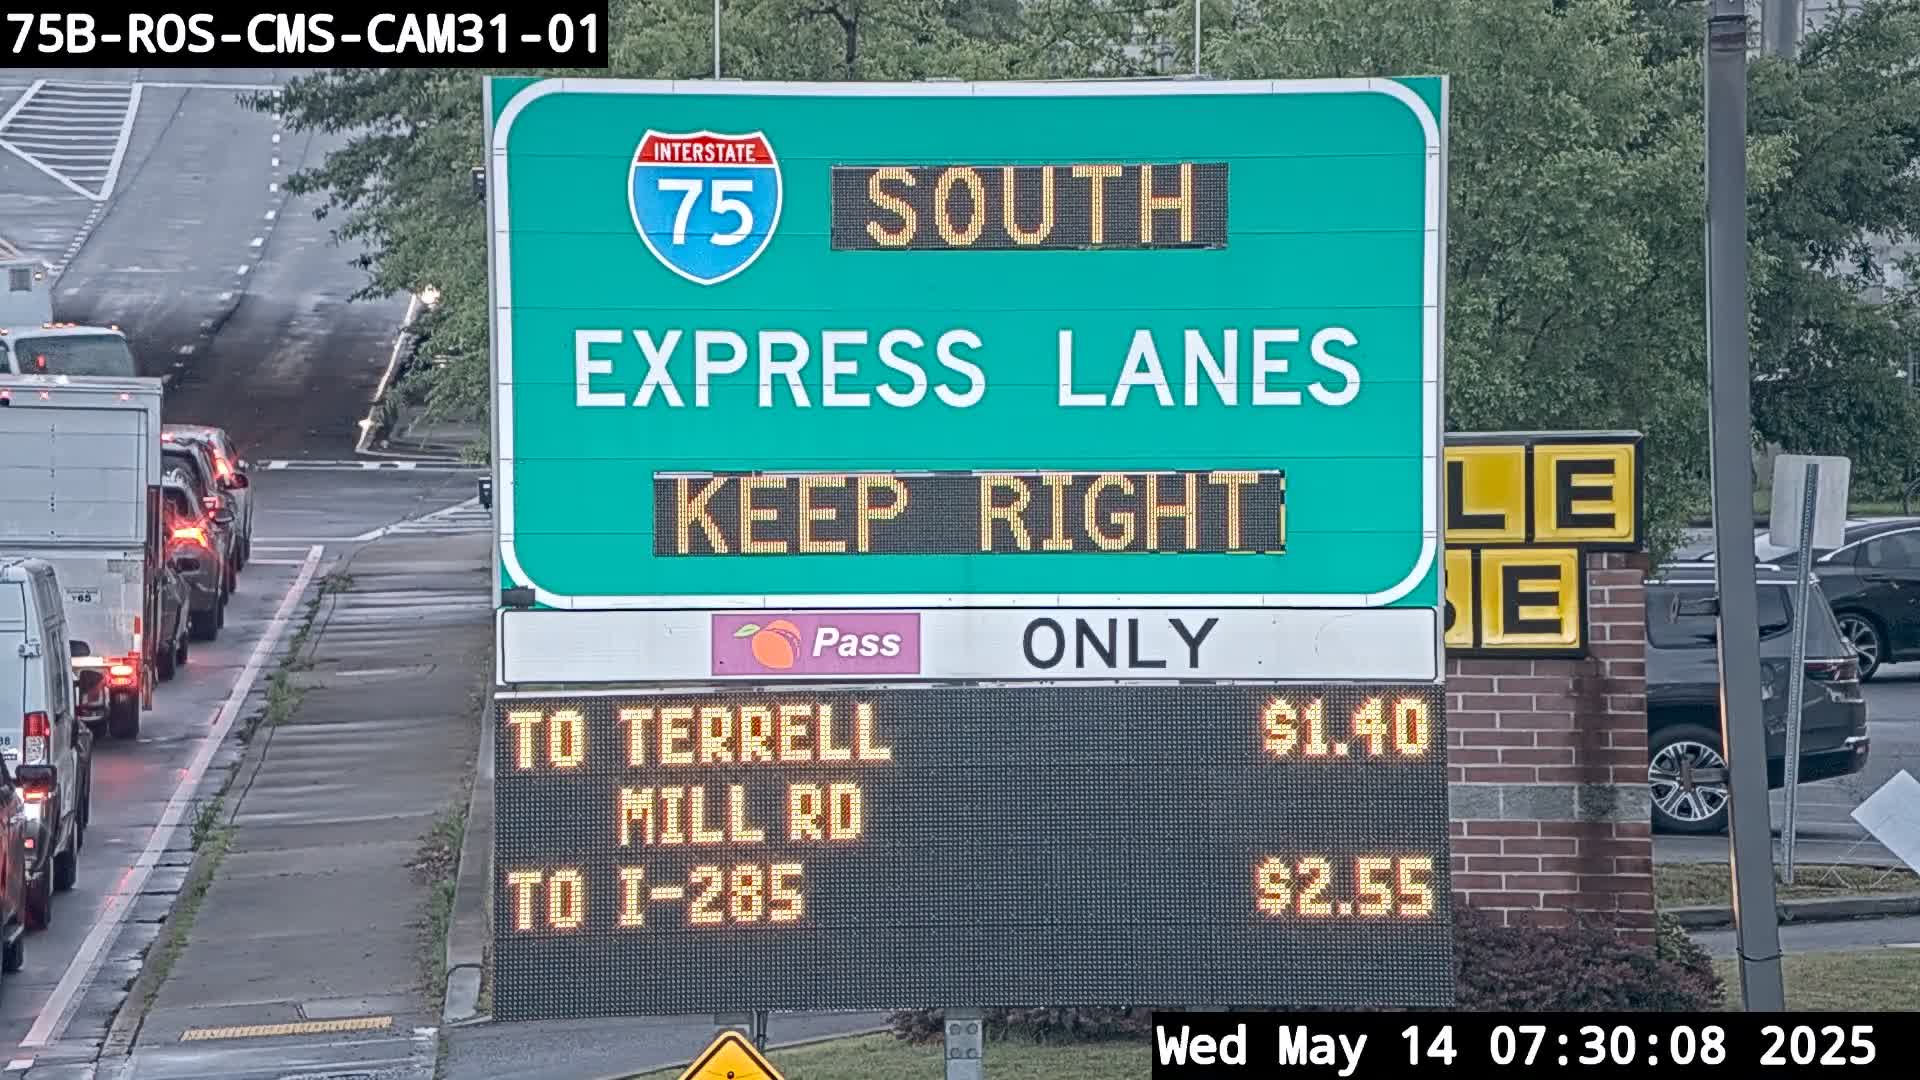 75B-ROS-CMS-CAM31-01
INTERSTATE
75
SOUTH
EXPRESS LANES
KEEP RIGHT
LE
E
Pass ONLY
TO TERRELL $1.40
MILL RD
TO I-285 $2.55
Wed May 14 07:30:08 2025